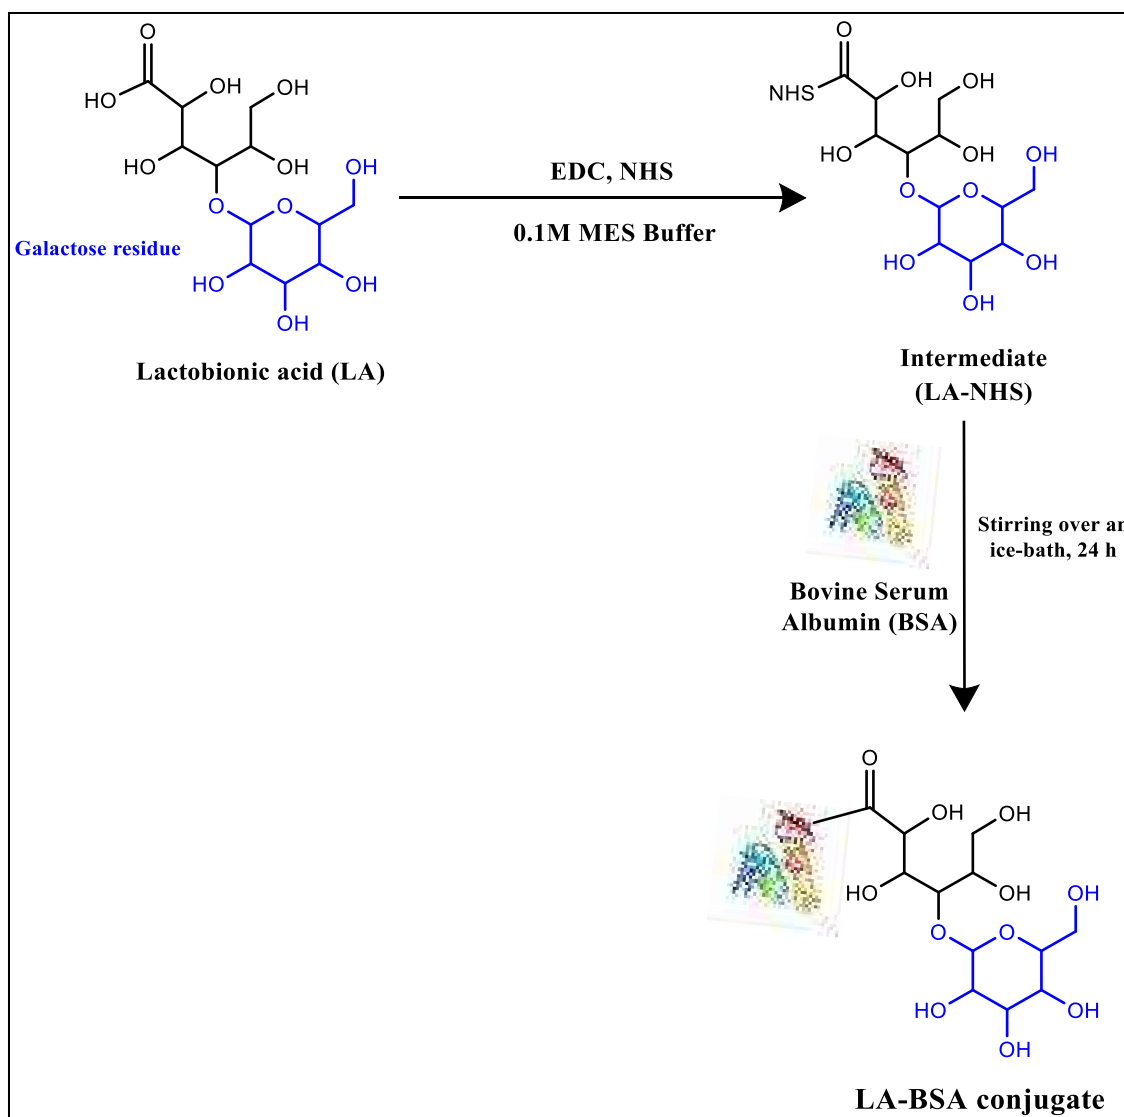 O
HO
OH
OH
HO
OH
O
O
OH
HO
OH
OH
Galactose residue
Lactobionic acid (LA)
EDC, NHS
0.1M MES Buffer
O
NHS
OH
OH
HO
OH
O
O
OH
HO
OH
OH
Intermediate
(LA-NHS)
Bovine Serum
Albumin (BSA)
Stirring over an
ice-bath, 24 h
O
OH
OH
HO
OH
O
O
OH
HO
OH
OH
LA-BSA conjugate